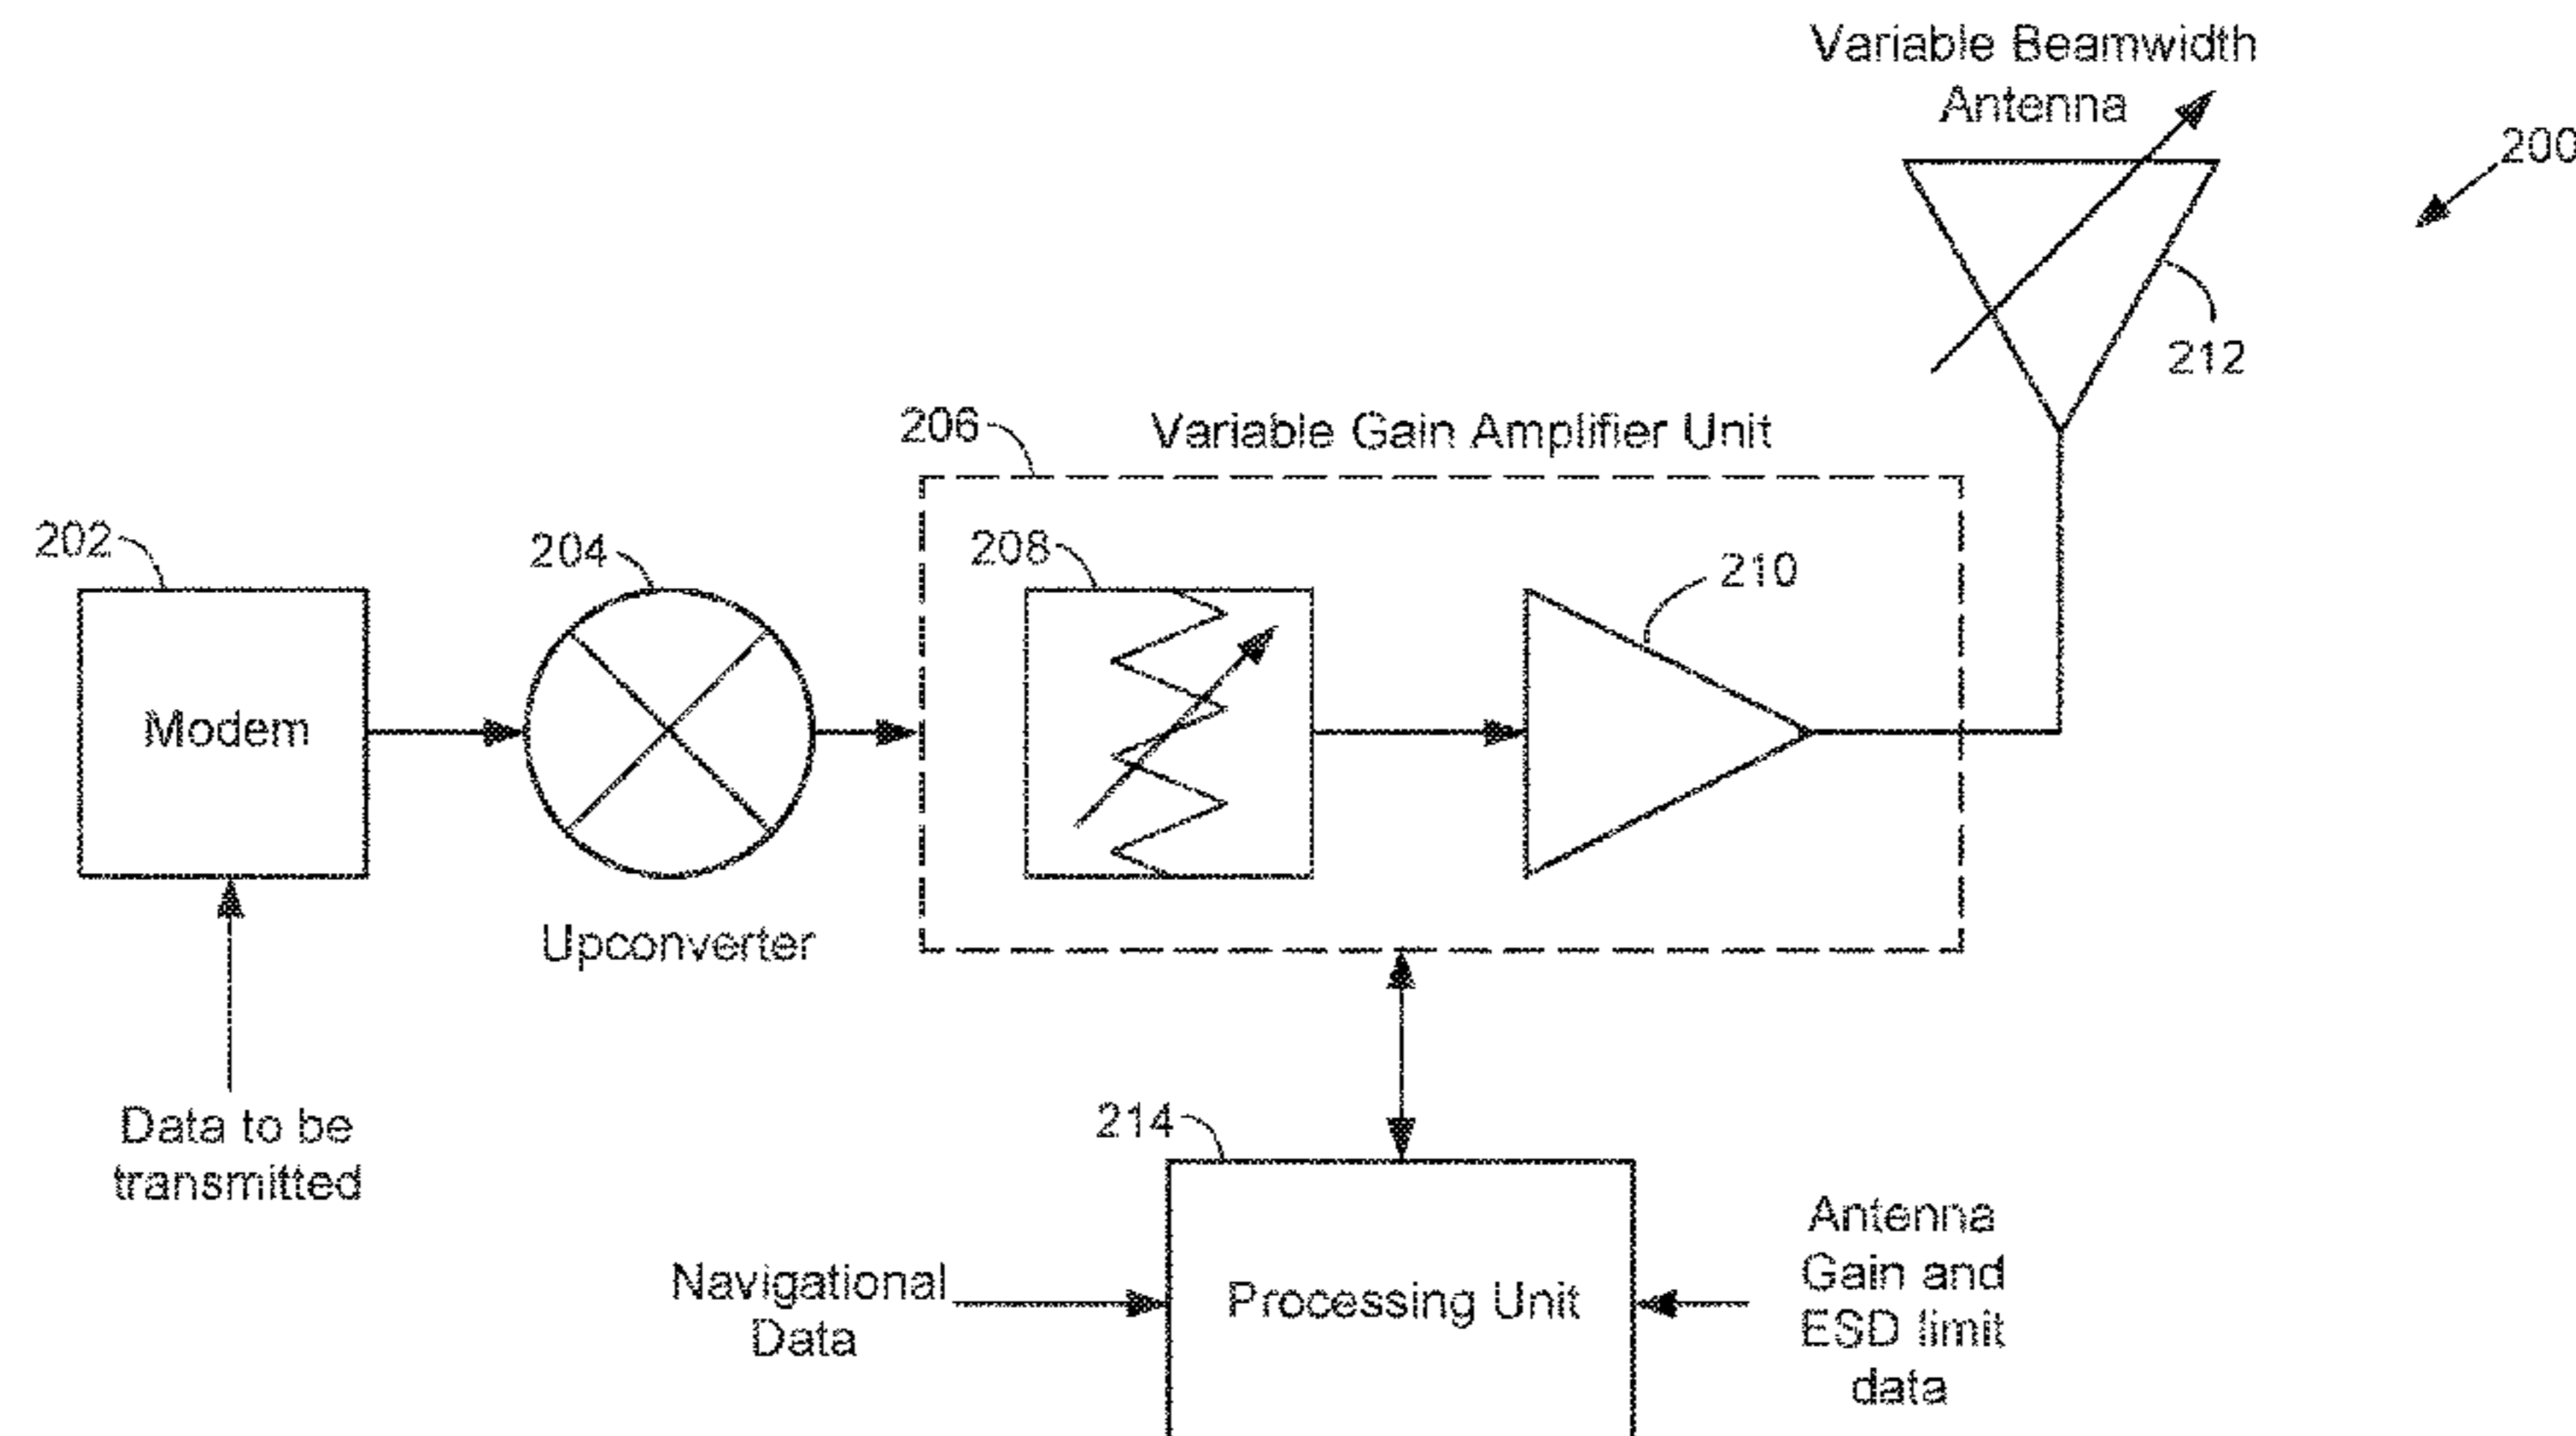 Variable Beamwidth
Antenna
200
212
206
Variable Gain Amplifier Unit
202
204
208
210
Modem
Upconverter
Data to be
transmitted
214
Navigational
Data
Processing Unit
Antenna
Gain and
ESD limit
data